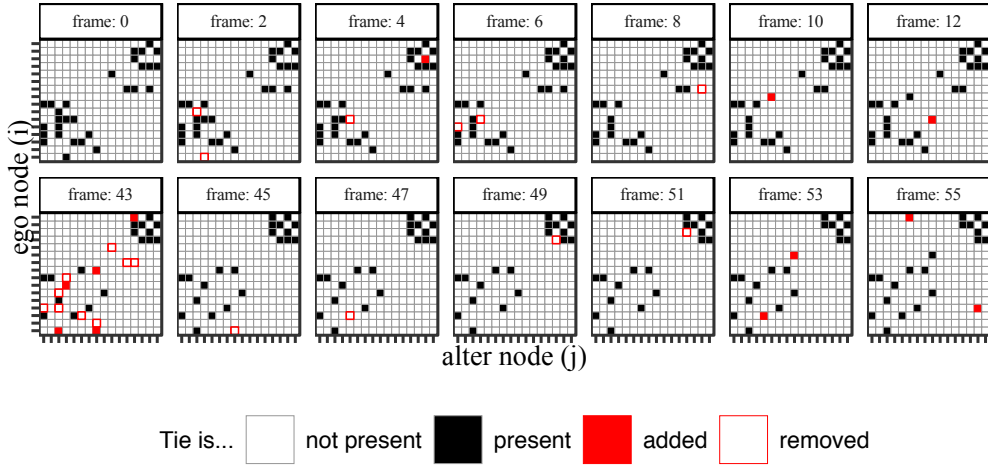 frame: 0
frame: 2
frame: 4
frame: 6
frame: 8
frame: 10
frame: 12
ego node (i)
frame: 43
frame: 45
frame: 47
frame: 49
frame: 51
frame: 53
frame: 55
alter node (j)
Tie is... not present present added removed